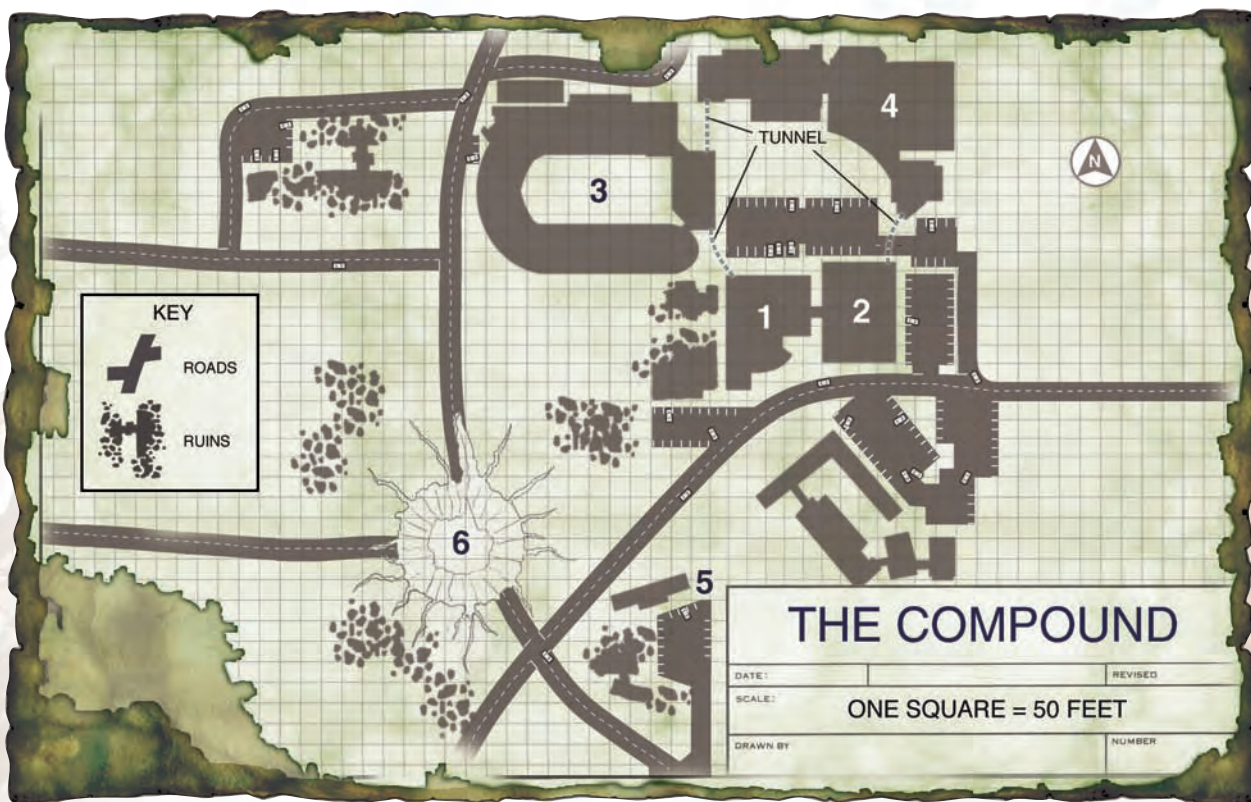 4
TUNNEL
N
3
KEY
ROADS
RUINS
1
2
6
5
THE COMPOUND
DATE:
REVISED
SCALE:
ONE SQUARE = 50 FEET
DRAWN BY
NUMBER